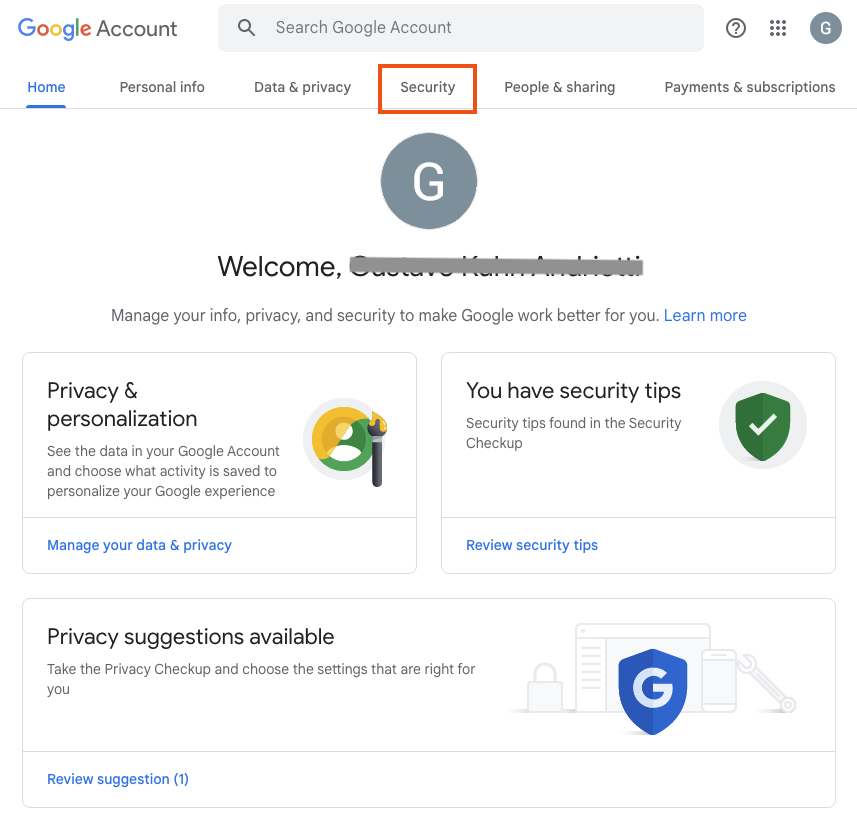 Google Account
Search Google Account
G
Home
Personal info
Data & privacy
Security
People & sharing
Payments & subscriptions
G
Welcome,
Manage your info, privacy, and security to make Google work better for you. Learn more
Privacy &
personalization
See the data in your Google Account
and choose what activity is saved to
personalize your Google experience
Manage your data & privacy
You have security tips
Security tips found in the Security
Checkup
Review security tips
Privacy suggestions available
Take the Privacy Checkup and choose the settings that are right for
you
G
Review suggestion (1)